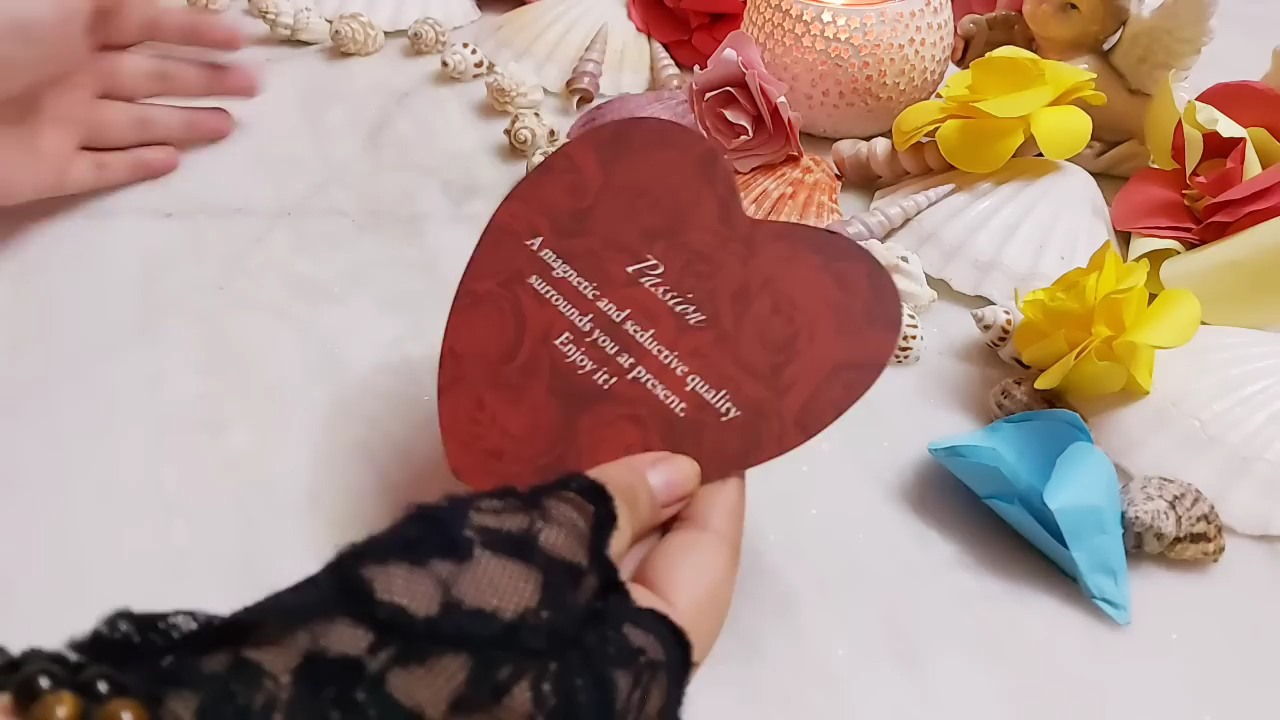 Passion
A magnetic and seductive quality
surrounds you at present.
Enjoy it!